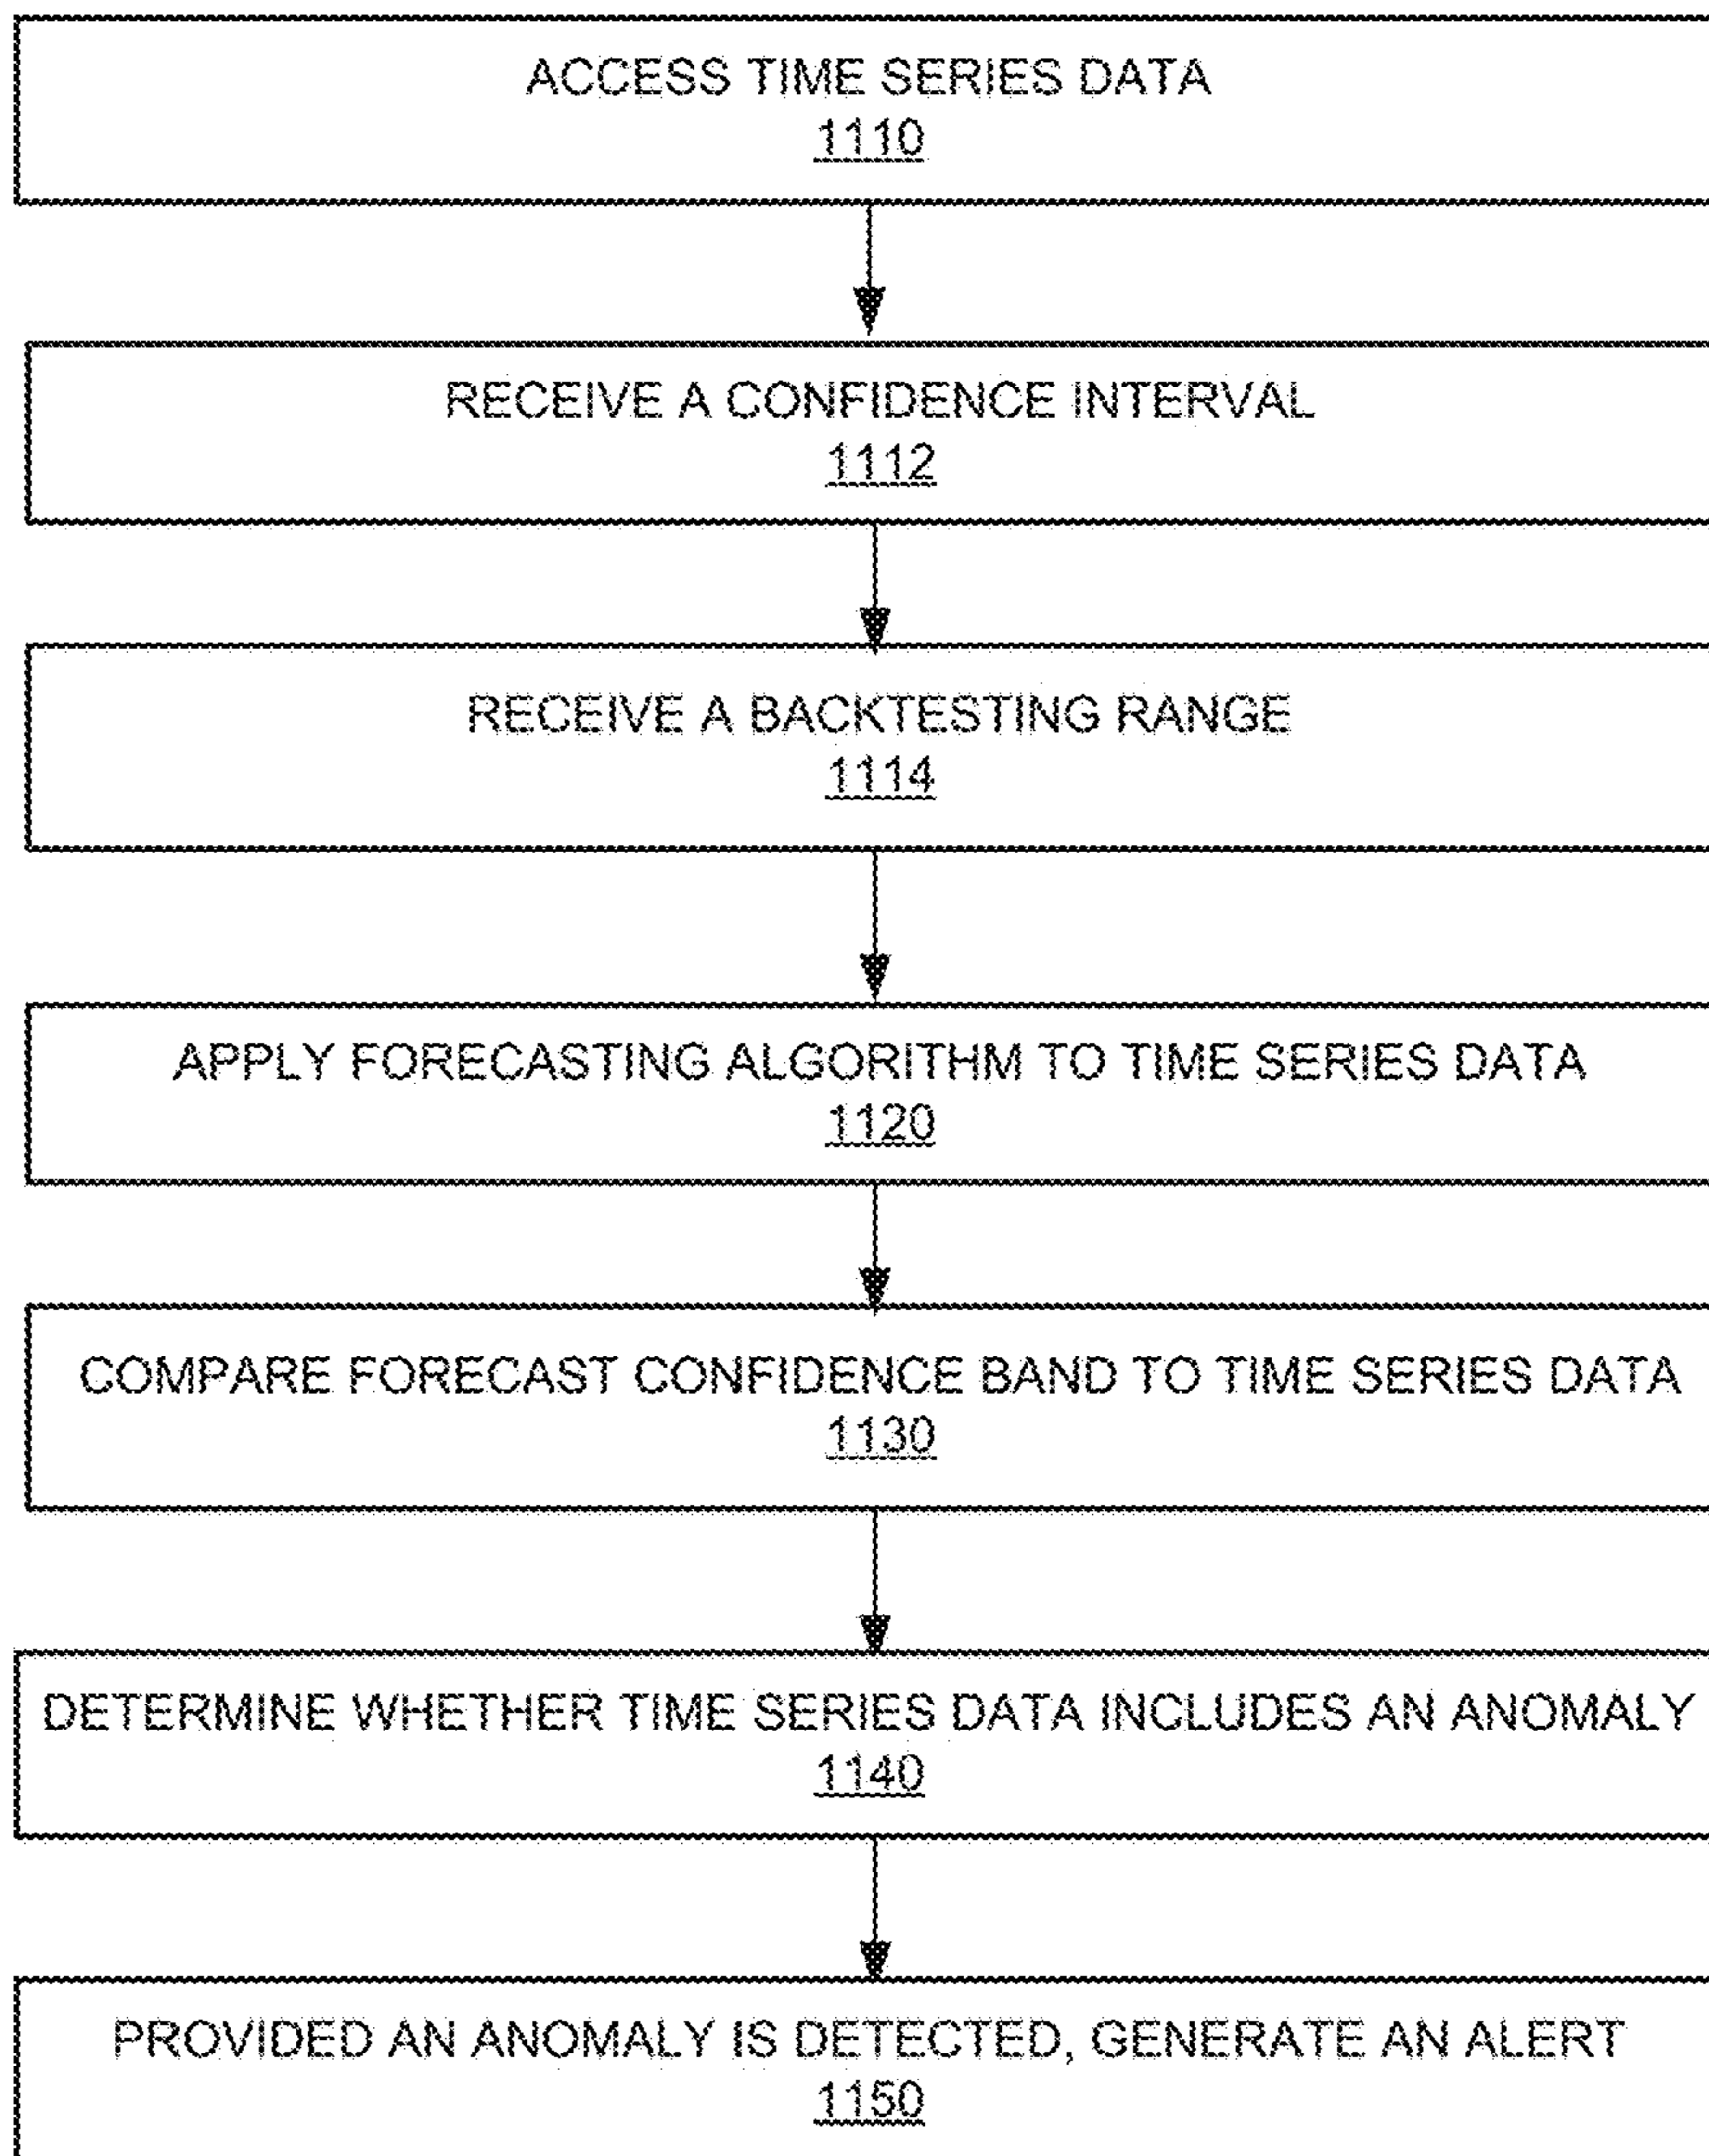 ACCESS TIME SERIES DATA
1110
RECEIVE A CONFIDENCE INTERVAL
1112
RECEIVE A BACKTESTING RANGE
1114
APPLY FORECASTING ALGORITHM TO TIME SERIES DATA
1120
COMPARE FORECAST CONFIDENCE BAND TO TIME SERIES DATA
1130
DETERMINE WHETHER TIME SERIES DATA INCLUDES AN ANOMALY
1140
PROVIDED AN ANOMALY IS DETECTED, GENERATE AN ALERT
1150